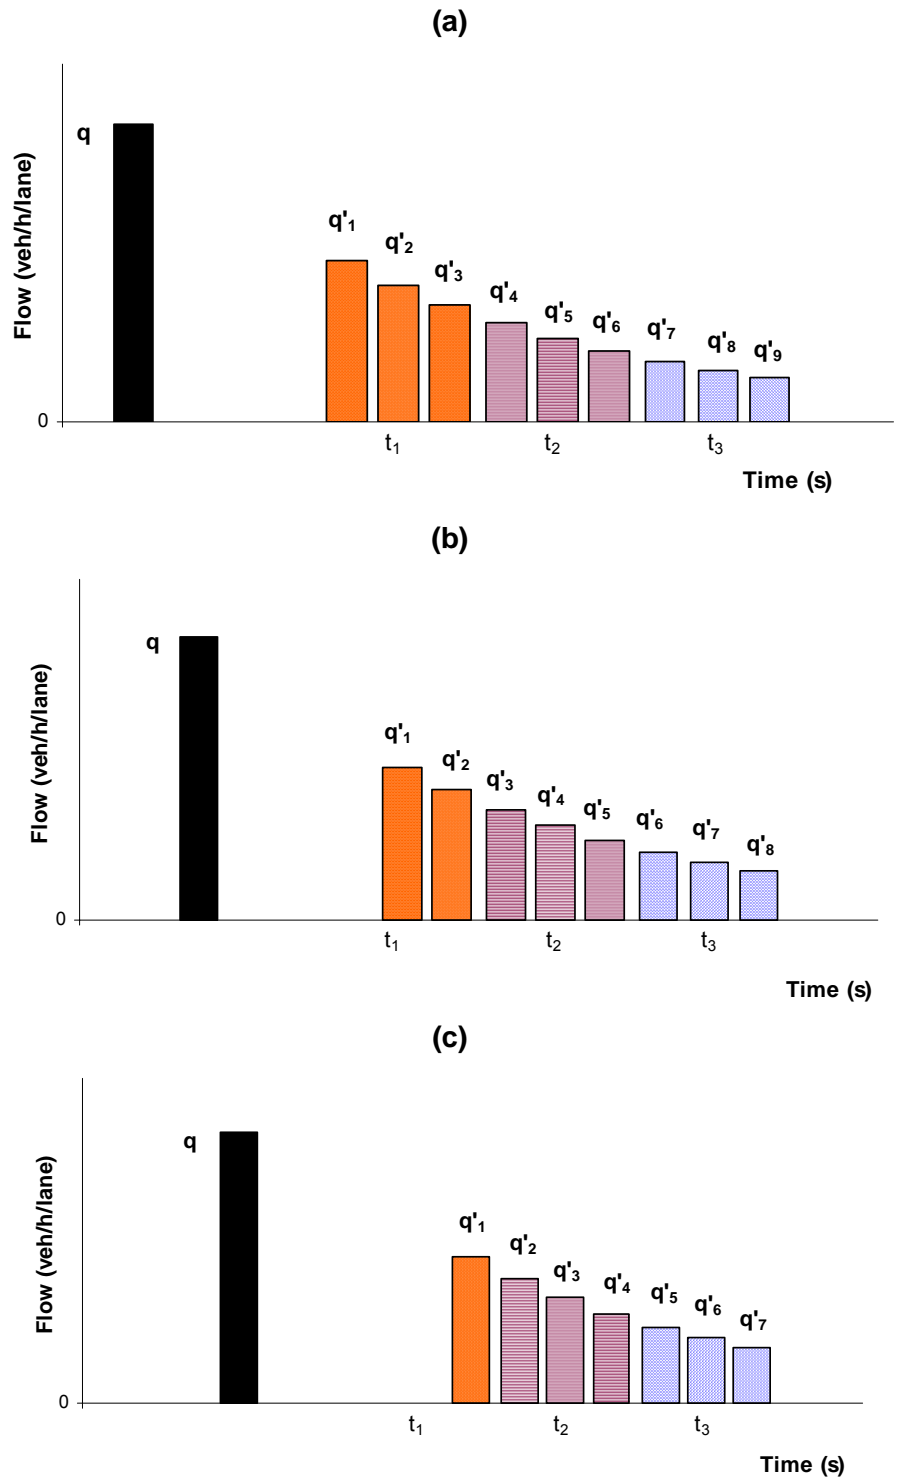 (a)
Flow (veh/h/lane)
q
q'1
q'2
q'3
q'4
q'5
q'6
q'7
q'8
q'9
0
t1 t2 t3
Time (s)
(b)
Flow (veh/h/lane)
q
q'1
q'2
q'3
q'4
q'5
q'6
q'7
q'8
0
t1 t2 t3
Time (s)
(c)
Flow (veh/h/lane)
q
q'1
q'2
q'3
q'4
q'5
q'6
q'7
0
t1 t2 t3
Time (s)